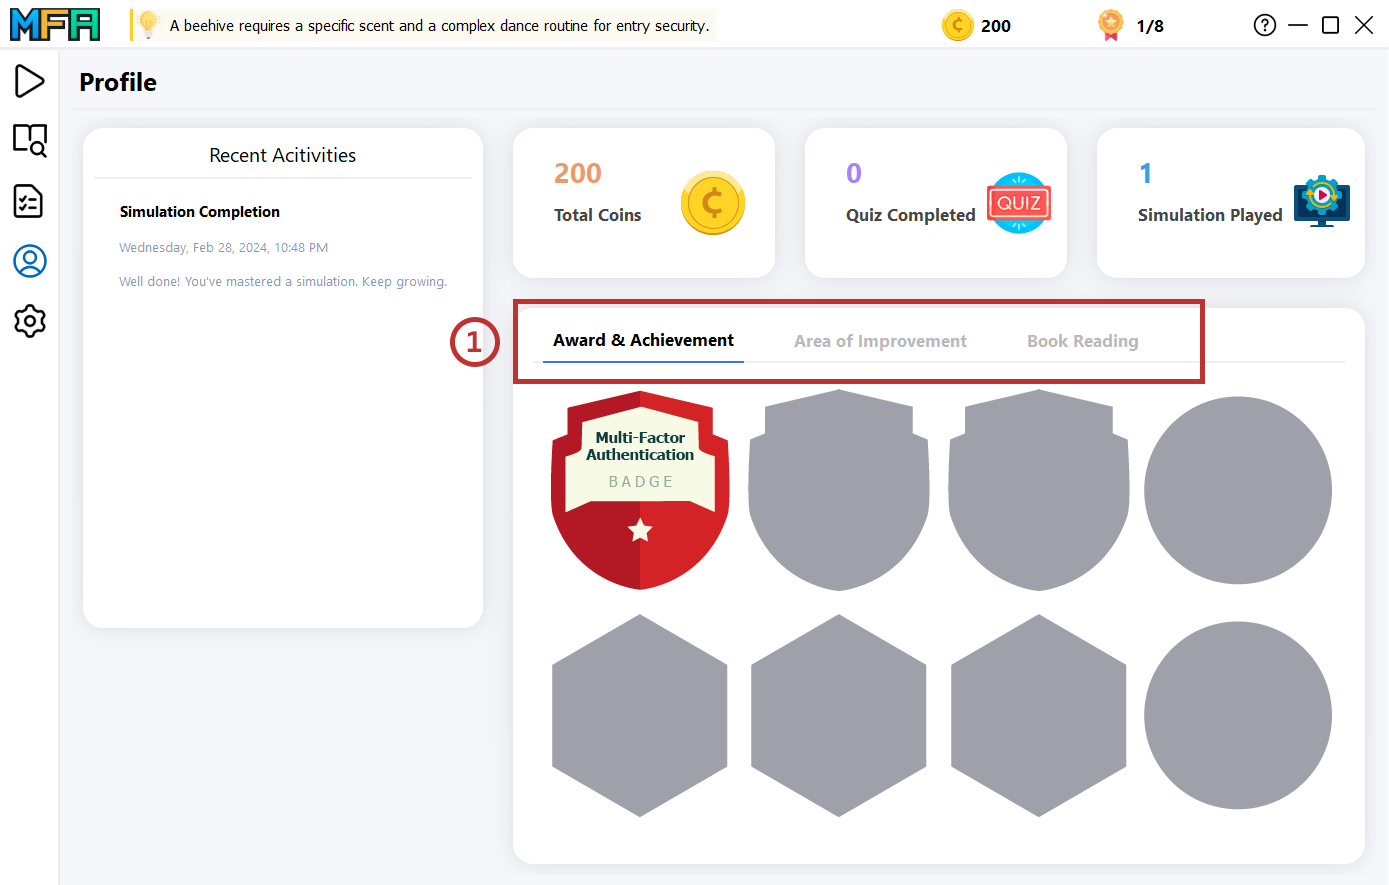 MFA
A beehive requires a specific scent and a complex dance routine for entry security.
200
1/8
Profile
Recent Acitivities
Simulation Completion
Wednesday, Feb 28, 2024, 10:48 PM
Well done! You've mastered a simulation. Keep growing.
200
Total Coins
0
Quiz Completed
QUIZ
1
Simulation Played
1
Award & Achievement
Area of Improvement
Book Reading
Multi-Factor
Authentication
BADGE